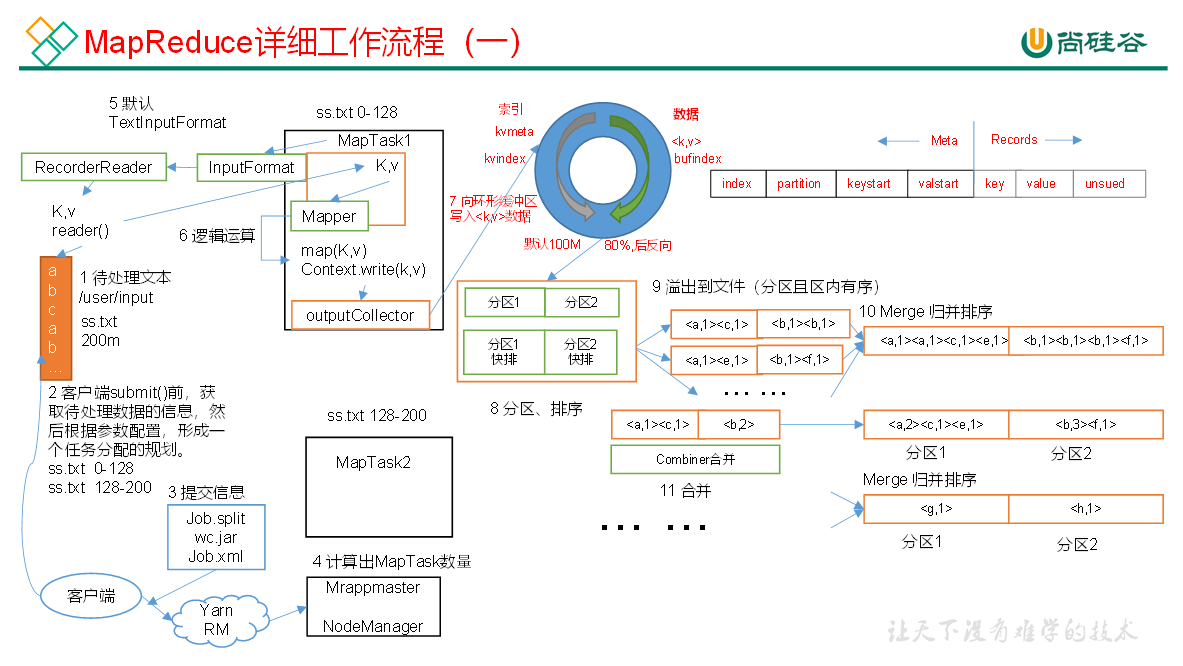 MapReduce详细工作流程（一）
尚硅谷
5 默认
TextInputFormat
ss.txt 0-128
MapTask1
RecorderReader
InputFormat
K,v
Mapper
K,v
reader()
6 逻辑运算
map(K,v)
Context.write(k,v)
outputCollector
a
b
c
a
b
...
1 待处理文本
/user/input
ss.txt
200m
2 客户端submit()前，获
取待处理数据的信息，然
后根据参数配置，形成一
个任务分配的规划。
ss.txt 0-128
ss.txt 128-200
3 提交信息
Job.split
wc.jar
Job.xml
客户端
Yarn
RM
4 计算出MapTask数量
Mrappmaster
NodeManager
ss.txt 128-200
MapTask2
索引
kvmeta
kvindex
数据
<k,v>
bufindex
7 向环形缓冲区
写入<k,v>数据
默认100M
80%,后反向
Meta
Records
index
partition
keystart
valstart
key
value
unsued
分区1
分区2
分区1
快排
分区2
快排
8 分区、排序
9 溢出到文件（分区且区内有序）
<a,1><c,1>
<b,1><b,1>
<a,1><e,1>
<b,1><f,1>
... ...
10 Merge 归并排序
<a,1><a,1><c,1><e,1>
<b,1><b,1><b,1><f,1>
<a,1><c,1>
<b,2>
Combiner合并
11 合并
... ...
<a,2><c,1><e,1>
<b,3><f,1>
分区1
分区2
Merge 归并排序
<g,1>
<h,1>
分区1
分区2
让天下没有难学的技术